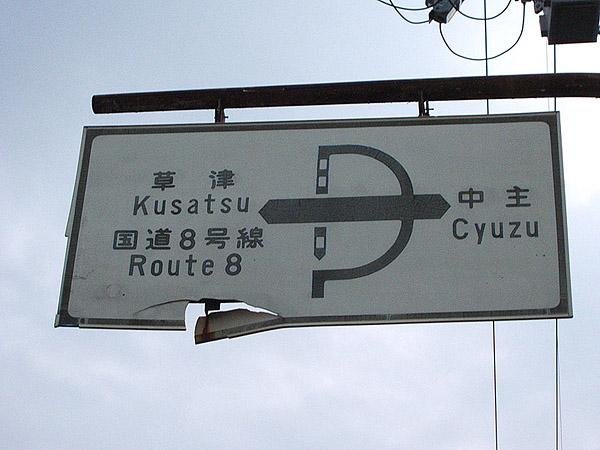 草津
Kusatsu
国道8号線
Route 8
中主
Cyuzu